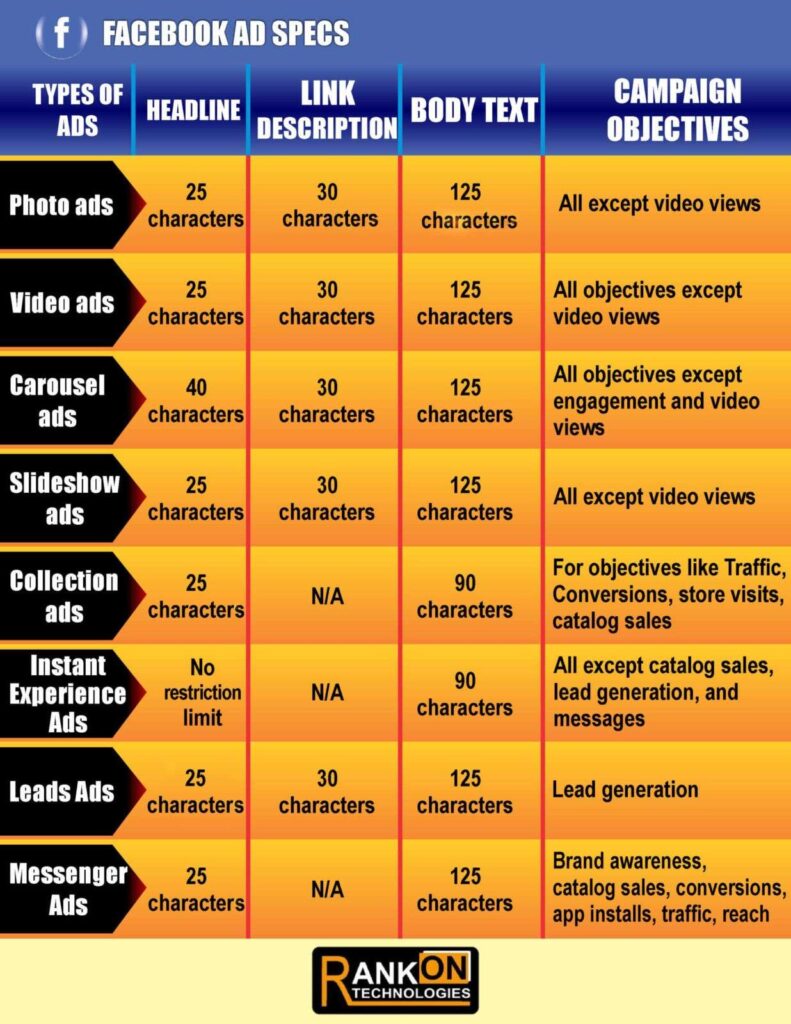 f FACEBOOK AD SPECS
TYPES OF ADS HEADLINE LINK DESCRIPTION BODY TEXT CAMPAIGN OBJECTIVES
Photo ads 25 characters 30 characters 125 characters All except video views
Video ads 25 characters 30 characters 125 characters All objectives except video views
Carousel ads 40 characters 30 characters 125 characters All objectives except engagement and video views
Slideshow ads 25 characters 30 characters 125 characters All except video views
Collection ads 25 characters N/A 90 characters For objectives like Traffic, Conversions, store visits, catalog sales
Instant Experience Ads No restriction limit N/A 90 characters All except catalog sales, lead generation, and messages
Leads Ads 25 characters 30 characters 125 characters Lead generation
Messenger Ads 25 characters N/A 125 characters Brand awareness, catalog sales, conversions, app installs, traffic, reach
RANKON
TECHNOLOGIES